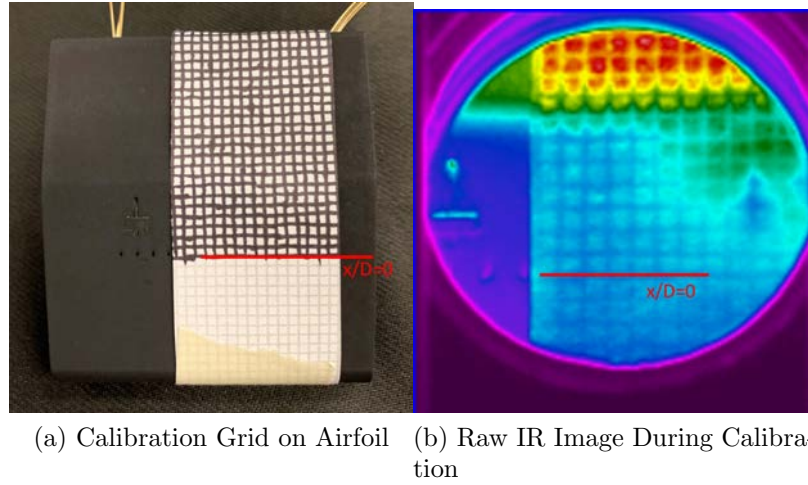 x/D=0
x/D=0
(a) Calibration Grid on Airfoil
(b) Raw IR Image During Calibra-
tion